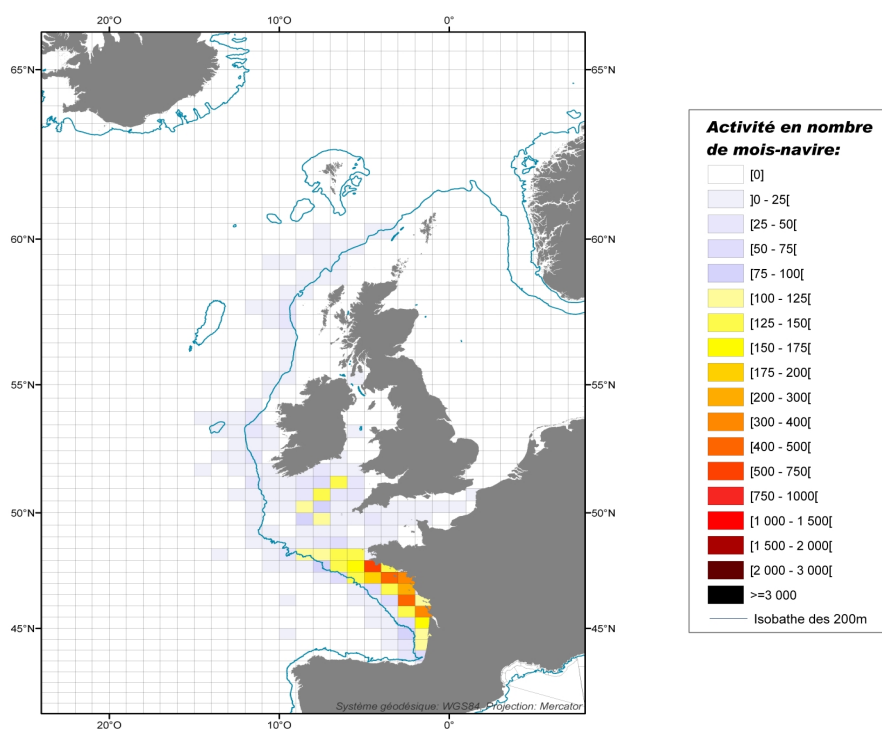 20°O 10°O 0°
65°N 65°N
60°N 60°N
55°N 55°N
50°N 50°N
45°N 45°N
Système géodésique: WGS84, Projection: Mercator
20°O 10°O 0°
Activité en nombre
de mois-navire:
[0]
]0 - 25[
[25 - 50[
[50 - 75[
[75 - 100[
[100 - 125[
[125 - 150[
[150 - 175[
[175 - 200[
[200 - 300[
[300 - 400[
[400 - 500[
[500 - 750[
[750 - 1000[
[1 000 - 1 500[
[1 500 - 2 000[
[2 000 - 3 000[
>=3 000
Isobathe des 200m